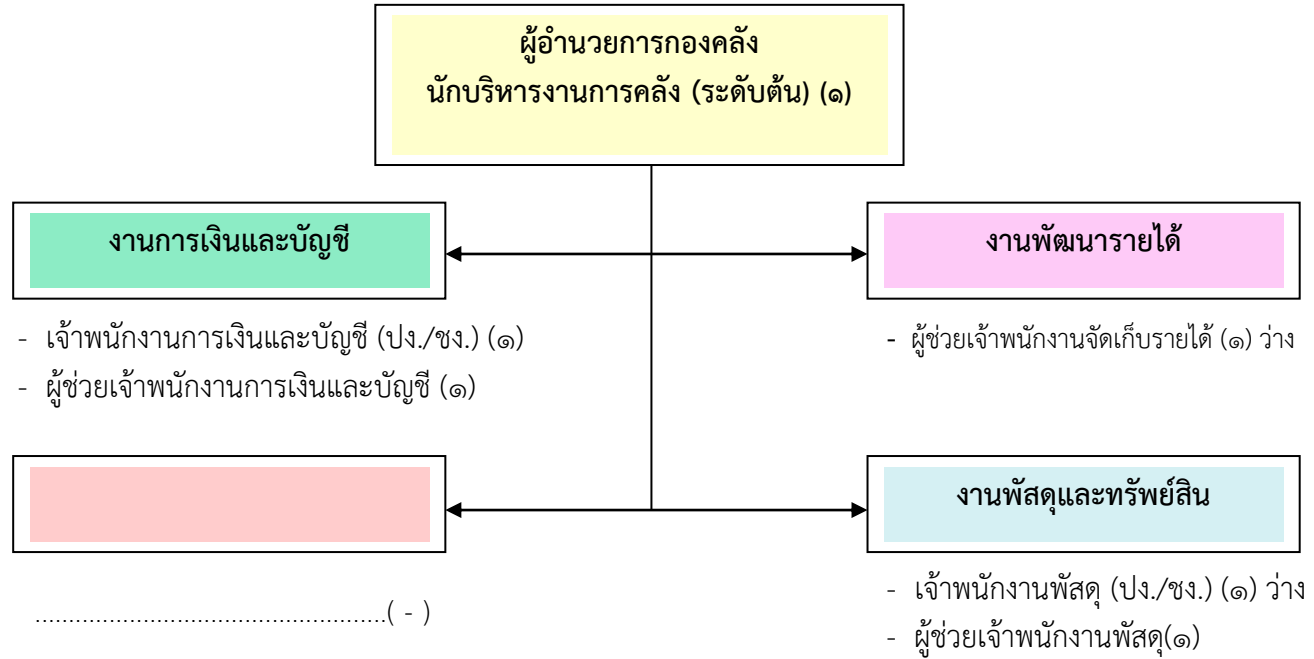 ผู้อำนวยการกองคลัง
นักบริหารงานการคลัง (ระดับต้น) (๑)
งานการเงินและบัญชี
- เจ้าพนักงานการเงินและบัญชี (ปง./ชง.) (๑)
- ผู้ช่วยเจ้าพนักงานการเงินและบัญชี (๑)
งานพัฒนารายได้
- ผู้ช่วยเจ้าพนักงานจัดเก็บรายได้ (๑) ว่าง
....................................................( - )
งานพัสดุและทรัพย์สิน
- เจ้าพนักงานพัสดุ (ปง./ชง.) (๑) ว่าง
- ผู้ช่วยเจ้าพนักงานพัสดุ(๑)